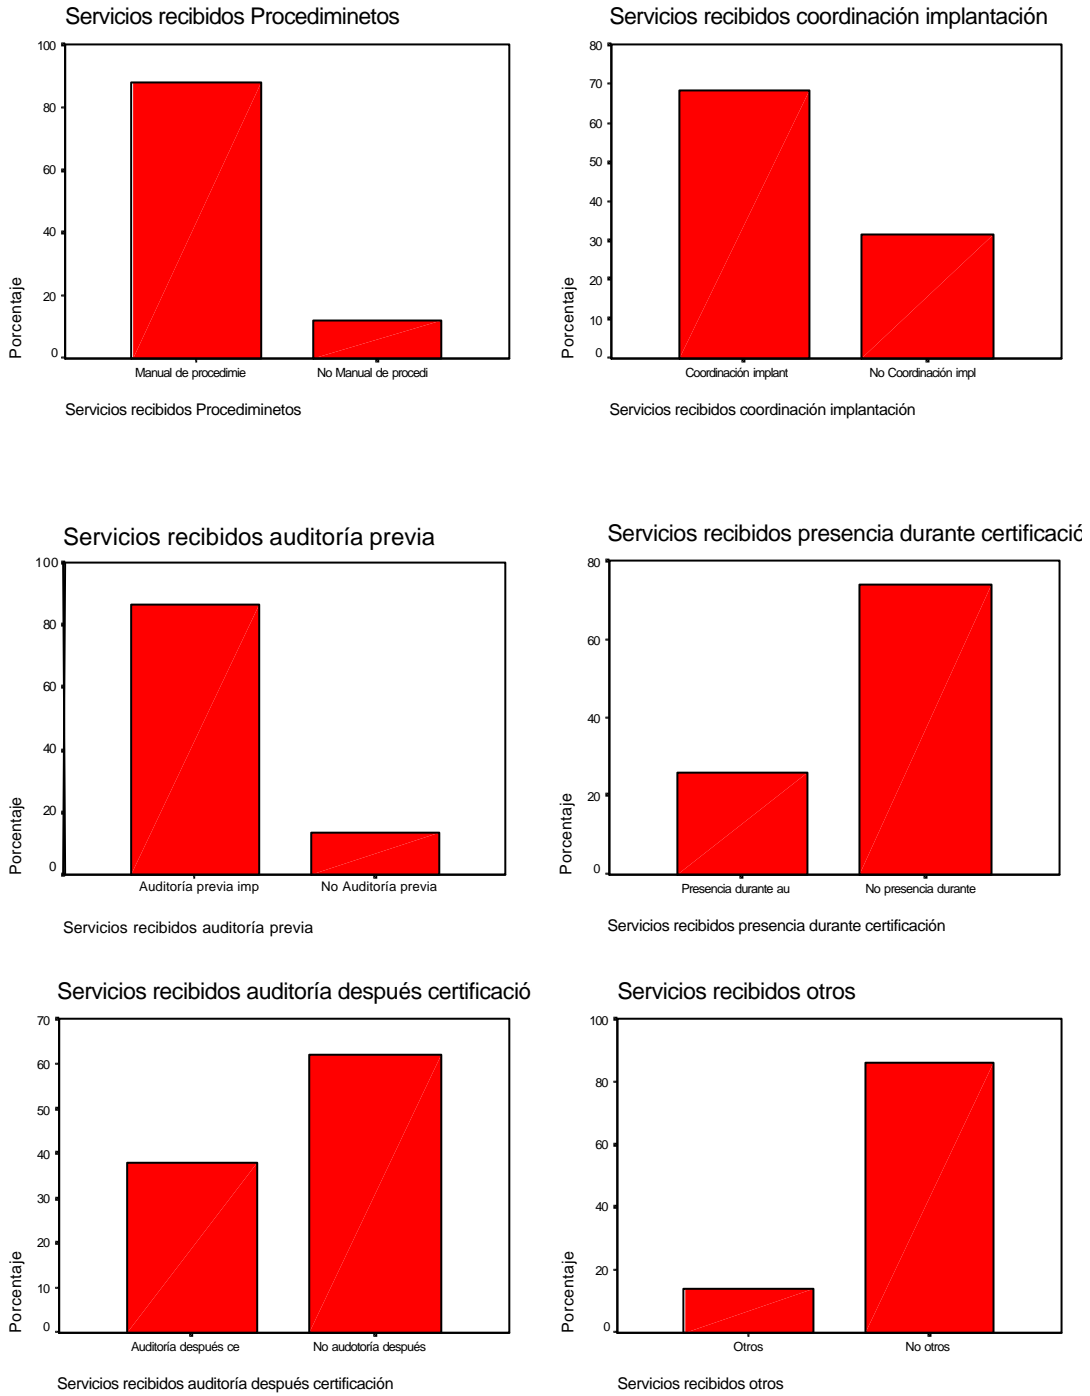 Servicios recibidos Procediminetos
100
80
60
40
20
0
Porcentaje
Manual de procedimie
No Manual de procedi
Servicios recibidos Procediminetos
Servicios recibidos coordinación implantación
80
70
60
50
40
30
20
10
0
Porcentaje
Coordinación implant
No Coordinación impl
Servicios recibidos coordinación implantación
Servicios recibidos auditoría previa
100
80
60
40
20
0
Porcentaje
Auditoría previa imp
No Auditoría previa
Servicios recibidos auditoría previa
Servicios recibidos presencia durante certificació
80
60
40
20
0
Porcentaje
Presencia durante au
No presencia durante
Servicios recibidos presencia durante certificación
Servicios recibidos auditoría después certificació
70
60
50
40
30
20
10
0
Porcentaje
Auditoría después ce
No audotoría después
Servicios recibidos auditoría después certificación
Servicios recibidos otros
100
80
60
40
20
0
Porcentaje
Otros
No otros
Servicios recibidos otros